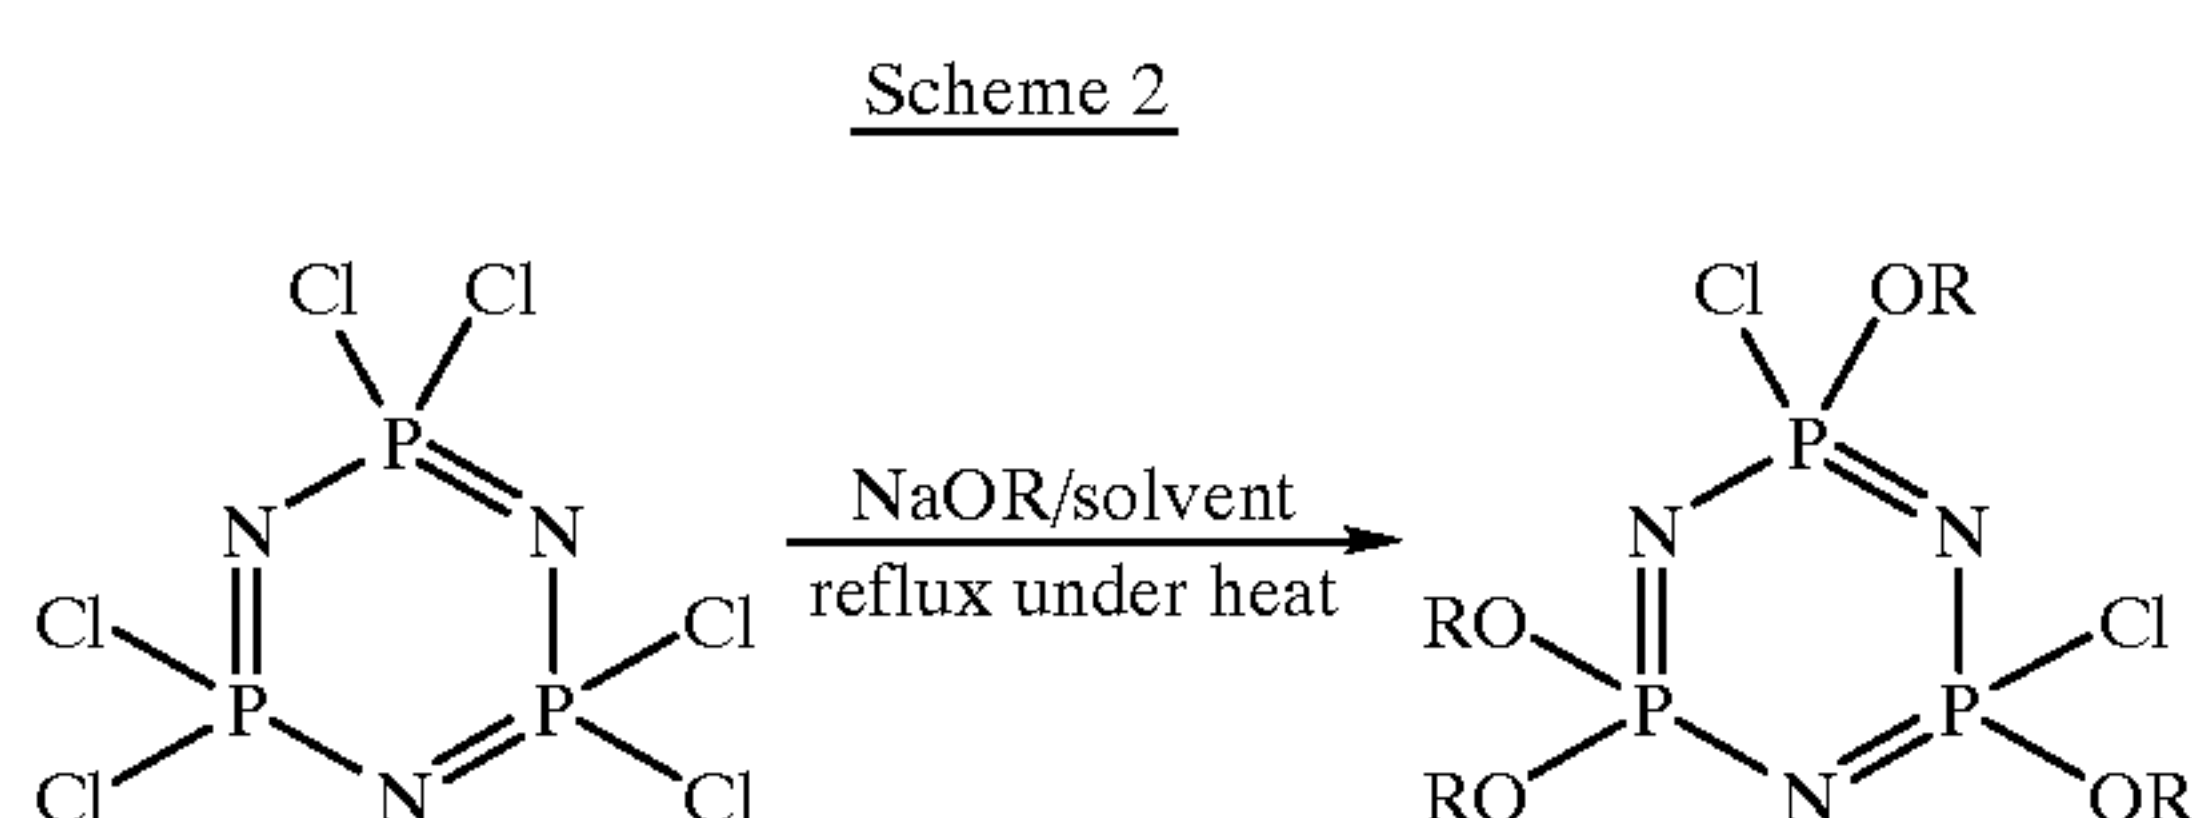 Scheme 2
Cl Cl Cl OR
P P
NaOR/solvent
N N N N
reflux under heat
Cl Cl RO Cl
P P P P
Cl N Cl RO N OR